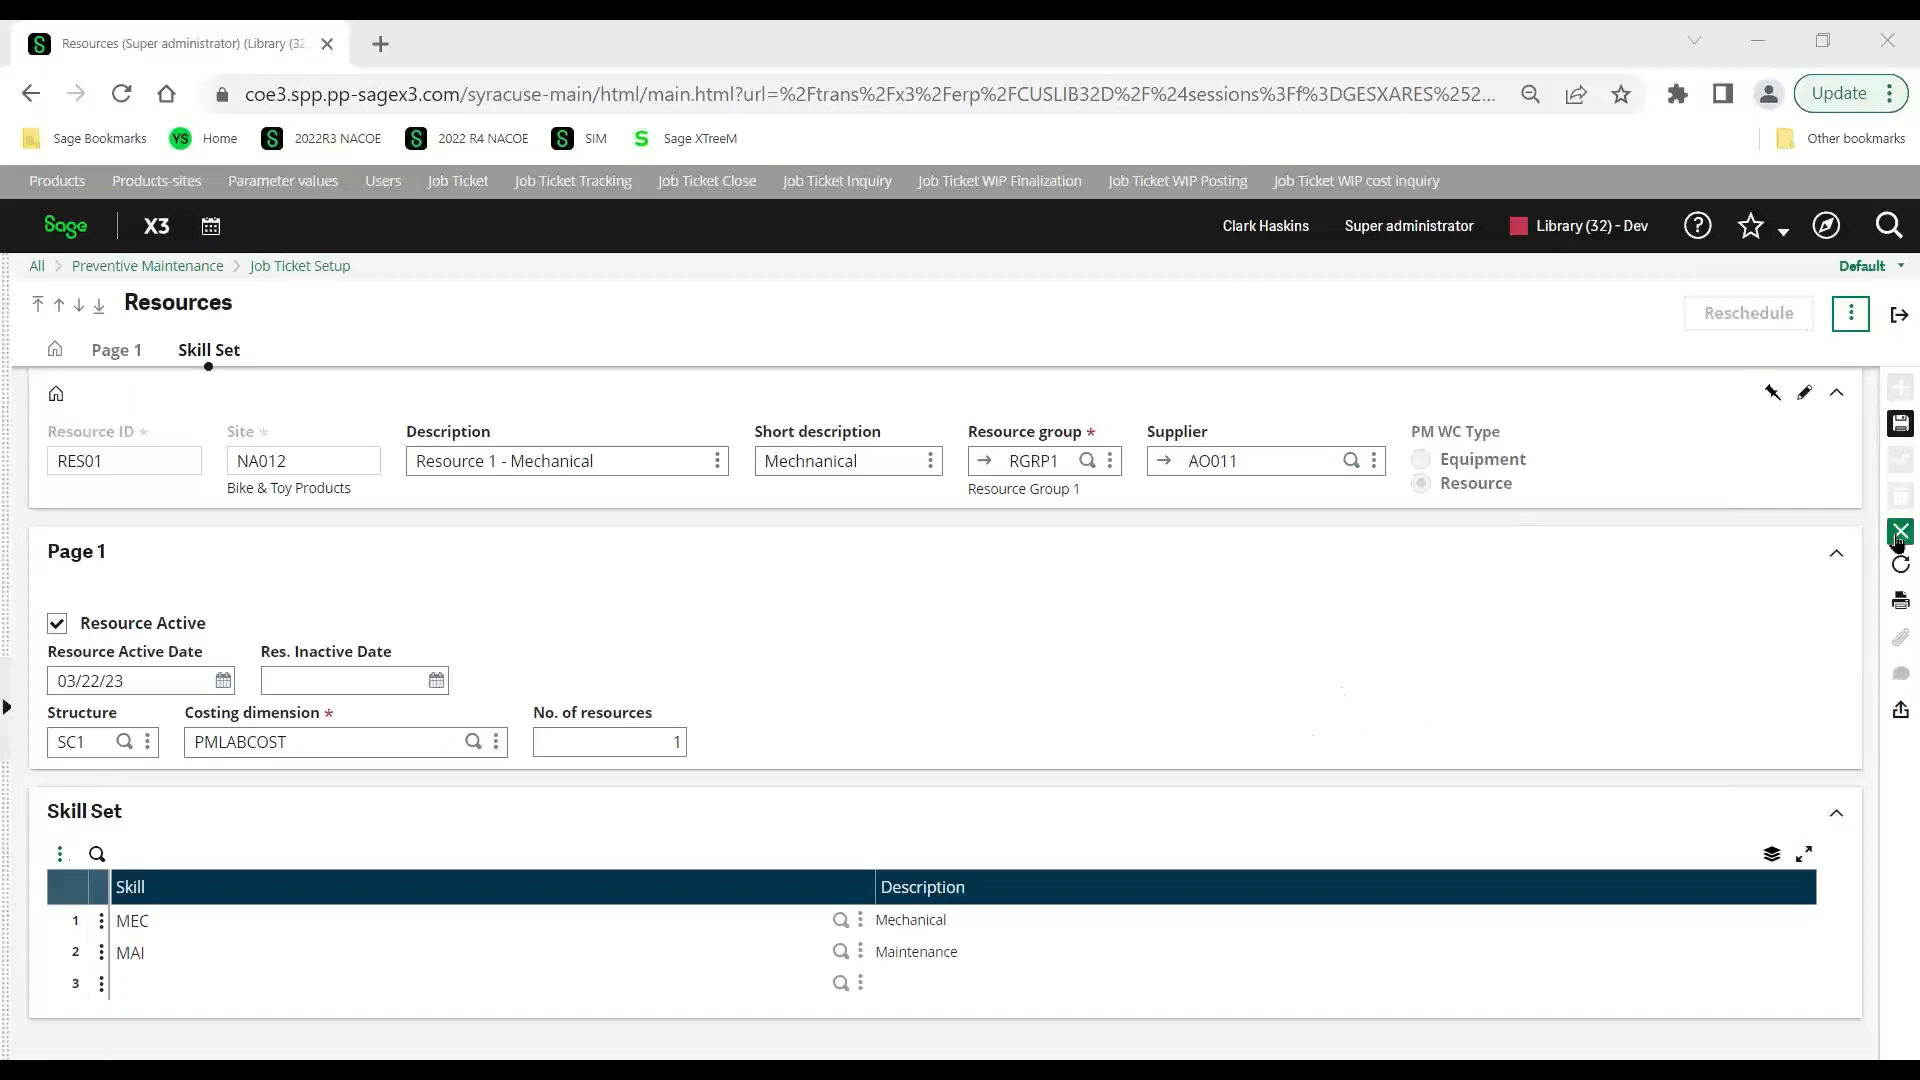 Resources (Super administrator) (Library (32
coe3.spp.pp-sagex3.com/syracuse-main/html/main.html?url=%2Ftrans%2Fx3%2Ferp%2FCUSLIB32D%2F%24sessions%3Ff%3DGESXARES%252...
Update
Sage Bookmarks
YS Home
S 2022R3 NACOE
S 2022 R4 NACOE
S SIM
S Sage XTreeM
Other bookmarks
Products Products-sites Parameter values Users Job Ticket Job Ticket Tracking Job Ticket Close Job Ticket Inquiry Job Ticket WIP Finalization Job Ticket WIP Posting Job Ticket WIP cost inquiry
Sage X3 Clark Haskins Super administrator Library (32) - Dev
All > Preventive Maintenance > Job Ticket Setup Default
Resources
Reschedule
Page 1 Skill Set
Resource ID * Site * Description Short description Resource group * Supplier PM WC Type
RES01 NA012 Resource 1 - Mechanical Mechnanical RGRP1 AO011 Equipment
Bike & Toy Products Resource Group 1 Resource
Page 1
Resource Active
Resource Active Date Res. Inactive Date
03/22/23
Structure Costing dimension * No. of resources
SC1 PMLABCOST 1
Skill Set
Skill Description
1 MEC Mechanical
2 MAI Maintenance
3